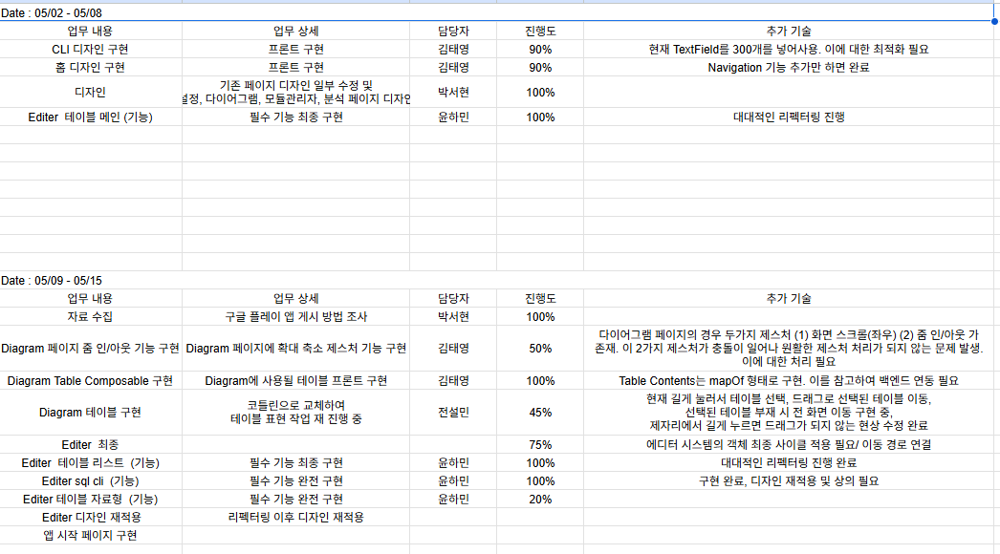 Date : 05/02 - 05/08
업무 내용 업무 상세 담당자 진행도 추가 기술
CLI 디자인 구현 프론트 구현 김태영 90% 현재 TextField를 300개를 넣어사용. 이에 대한 최적화 필요
홈 디자인 구현 프론트 구현 김태영 90% Navigation 기능 추가만 하면 완료
디자인 기존 페이지 디자인 일부 수정 및
설정, 다이어그램, 모듈관리자, 분석 페이지 디자인 박서현 100%
Editer 테이블 메인 (기능) 필수 기능 최종 구현 윤하민 100% 대대적인 리펙터링 진행
Date : 05/09 - 05/15
업무 내용 업무 상세 담당자 진행도 추가 기술
자료 수집 구글 플레이 앱 게시 방법 조사 박서현 100%
Diagram 페이지 줌 인/아웃 기능 구현 Diagram 페이지에 확대 축소 제스처 기능 구현 김태영 50% 다이어그램 페이지의 경우 두가지 제스처 (1) 화면 스크롤(좌우) (2) 줌 인/아웃 가
존재. 이 2가지 제스처가 충돌이 일어나 원활한 제스처 처리가 되지 않는 문제 발생.
이에 대한 처리 필요
Diagram Table Composable 구현 Diagram에 사용될 테이블 프론트 구현 김태영 100% Table Contents는 mapOf 형태로 구현. 이를 참고하여 백엔드 연동 필요
Diagram 테이블 구현 코틀린으로 교체하여
테이블 표현 작업 재 진행 중 전설민 45% 현재 길게 눌러서 테이블 선택, 드래그로 선택된 테이블 이동,
선택된 테이블 부재 시 전 화면 이동 구현 중,
제자리에서 길게 누르면 드래그가 되지 않는 현상 수정 완료
Editer 최종 75% 에디터 시스템의 객체 최종 사이클 적용 필요/ 이동 경로 연결
Editer 테이블 리스트 (기능) 필수 기능 최종 구현 윤하민 100% 대대적인 리펙터링 진행 완료
Editer sql cli (기능) 필수 기능 완전 구현 윤하민 100% 구현 완료, 디자인 재적용 및 상의 필요
Editer 테이블 자료형 (기능) 필수 기능 완전 구현 윤하민 20%
Editer 디자인 재적용 리펙터링 이후 디자인 재적용
앱 시작 페이지 구현